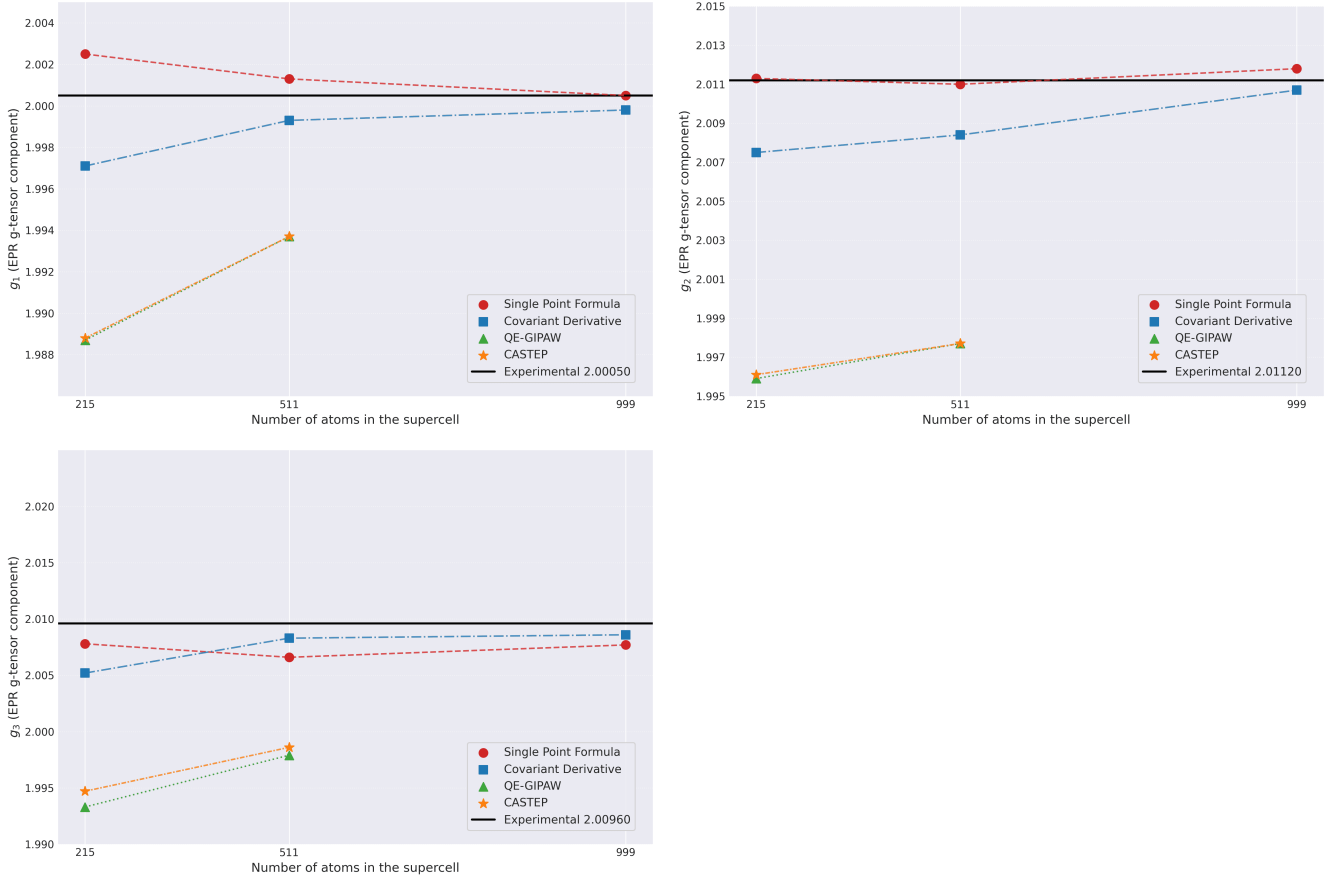 2.004
2.002
2.000
1.998
1.996
1.994
1.992
1.990
1.988
g1 (EPR g-tensor component)
Single Point Formula
Covariant Derivative
QE-GIPAW
CASTEP
Experimental 2.00050
215
511
999
Number of atoms in the supercell
2.015
2.013
2.011
2.009
2.007
2.005
2.003
2.001
1.999
1.997
1.995
g2 (EPR g-tensor component)
Single Point Formula
Covariant Derivative
QE-GIPAW
CASTEP
Experimental 2.01120
215
511
999
Number of atoms in the supercell
2.020
2.015
2.010
2.005
2.000
1.995
1.990
g3 (EPR g-tensor component)
Single Point Formula
Covariant Derivative
QE-GIPAW
CASTEP
Experimental 2.00960
215
511
999
Number of atoms in the supercell